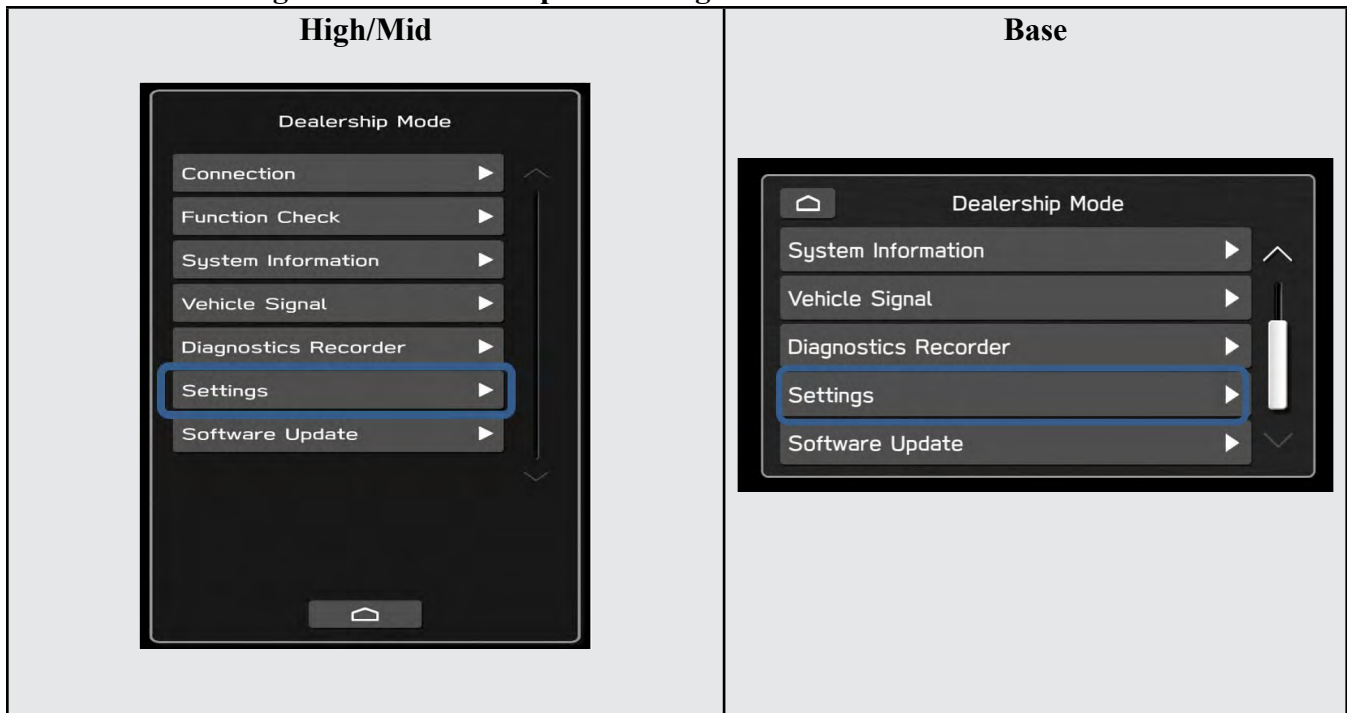 High/Mid
Base
Dealership Mode
Connection
Function Check
System Information
Vehicle Signal
Diagnostics Recorder
Settings
Software Update
Dealership Mode
System Information
Vehicle Signal
Diagnostics Recorder
Settings
Software Update